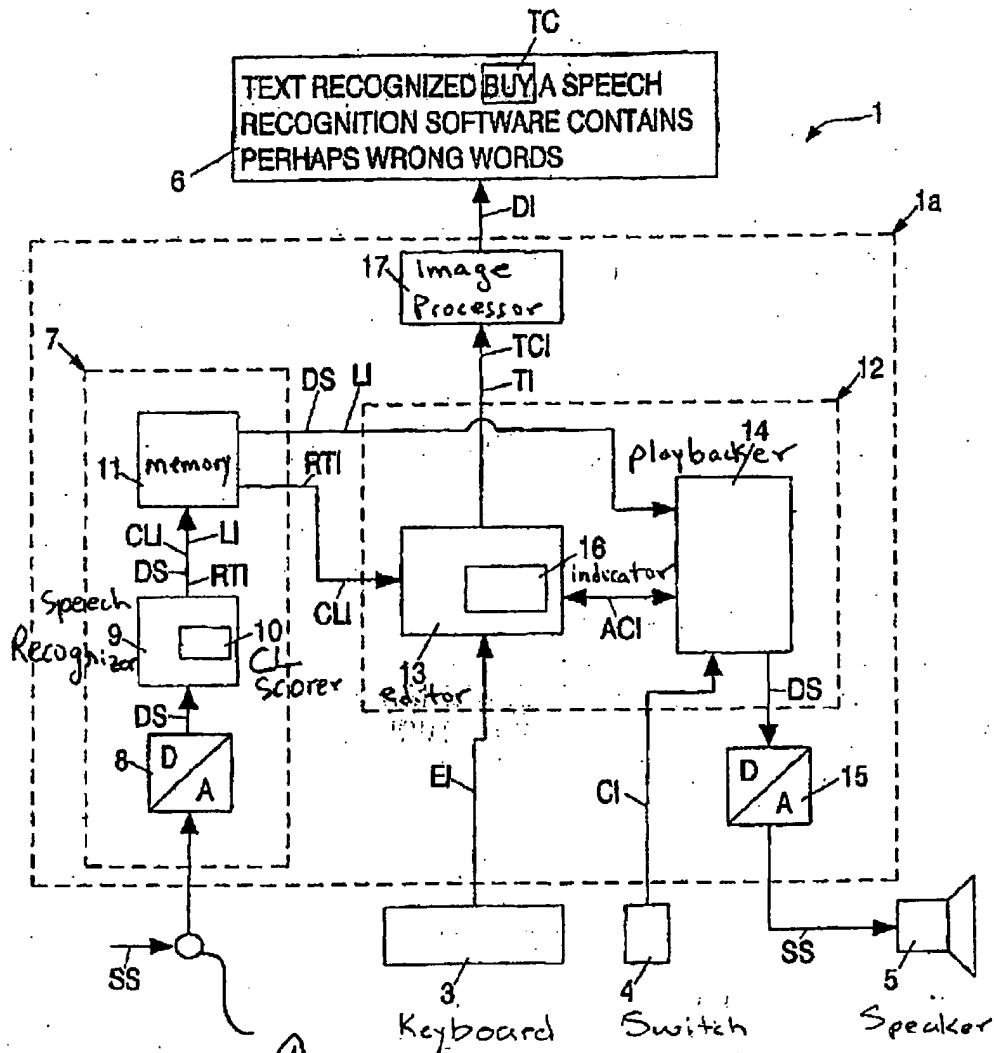 TC
TEXT RECOGNIZED BUY A SPEECH
RECOGNITION SOFTWARE CONTAINS
PERHAPS WRONG WORDS
6
1
DI
1a
17
Image
Processor
TCI
TI
7
12
DS LI
14
playbacker
11
memory
RTI
CLI
LI
DS
RTI
16
indicator
CLI
ACI
Speech
Recognizor
9
10
CL
Scorer
13
editor
DS
DS
8
D
A
EI
CI
D
A
15
SS
3
4
SS
5
Keyboard
Switch
Speaker